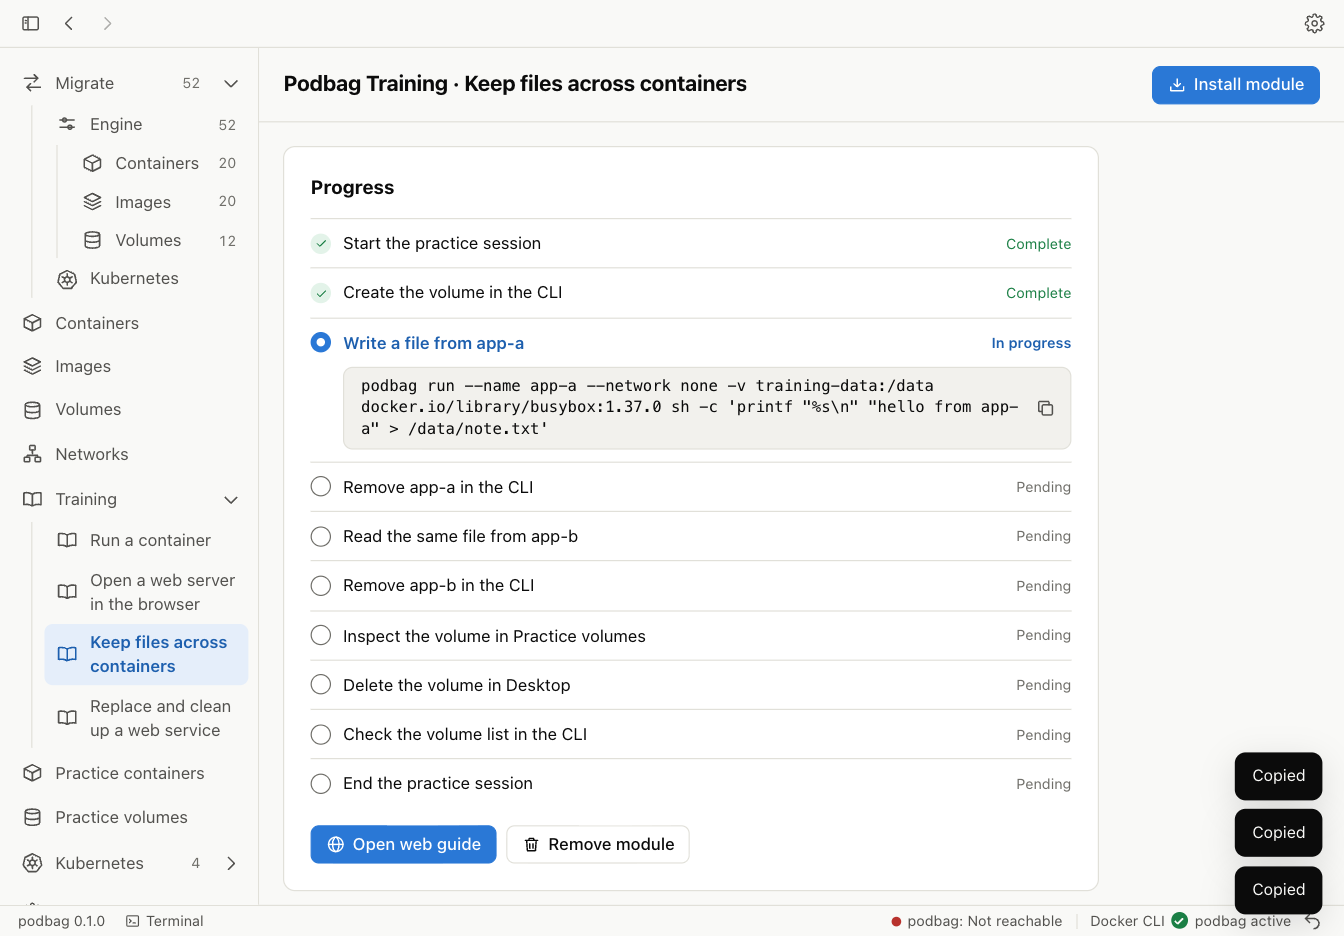 Migrate 52
Engine 52
Containers 20
Images 20
Volumes 12
Kubernetes
Containers
Images
Volumes
Networks
Training
Run a container
Open a web server
in the browser
Keep files across
containers
Replace and clean
up a web service
Practice containers
Practice volumes
Kubernetes 4
Podbag Training · Keep files across containers
Install module
Progress
Start the practice session Complete
Create the volume in the CLI Complete
Write a file from app-a In progress
podbag run --name app-a --network none -v training-data:/data
docker.io/library/busybox:1.37.0 sh -c 'printf "%s\n" "hello from app-
a" > /data/note.txt'
Remove app-a in the CLI Pending
Read the same file from app-b Pending
Remove app-b in the CLI Pending
Inspect the volume in Practice volumes Pending
Delete the volume in Desktop Pending
Check the volume list in the CLI Pending
End the practice session Pending
Open web guide Remove module
Copied
Copied
Copied
podbag 0.1.0 Terminal podbag: Not reachable Docker CLI podbag active